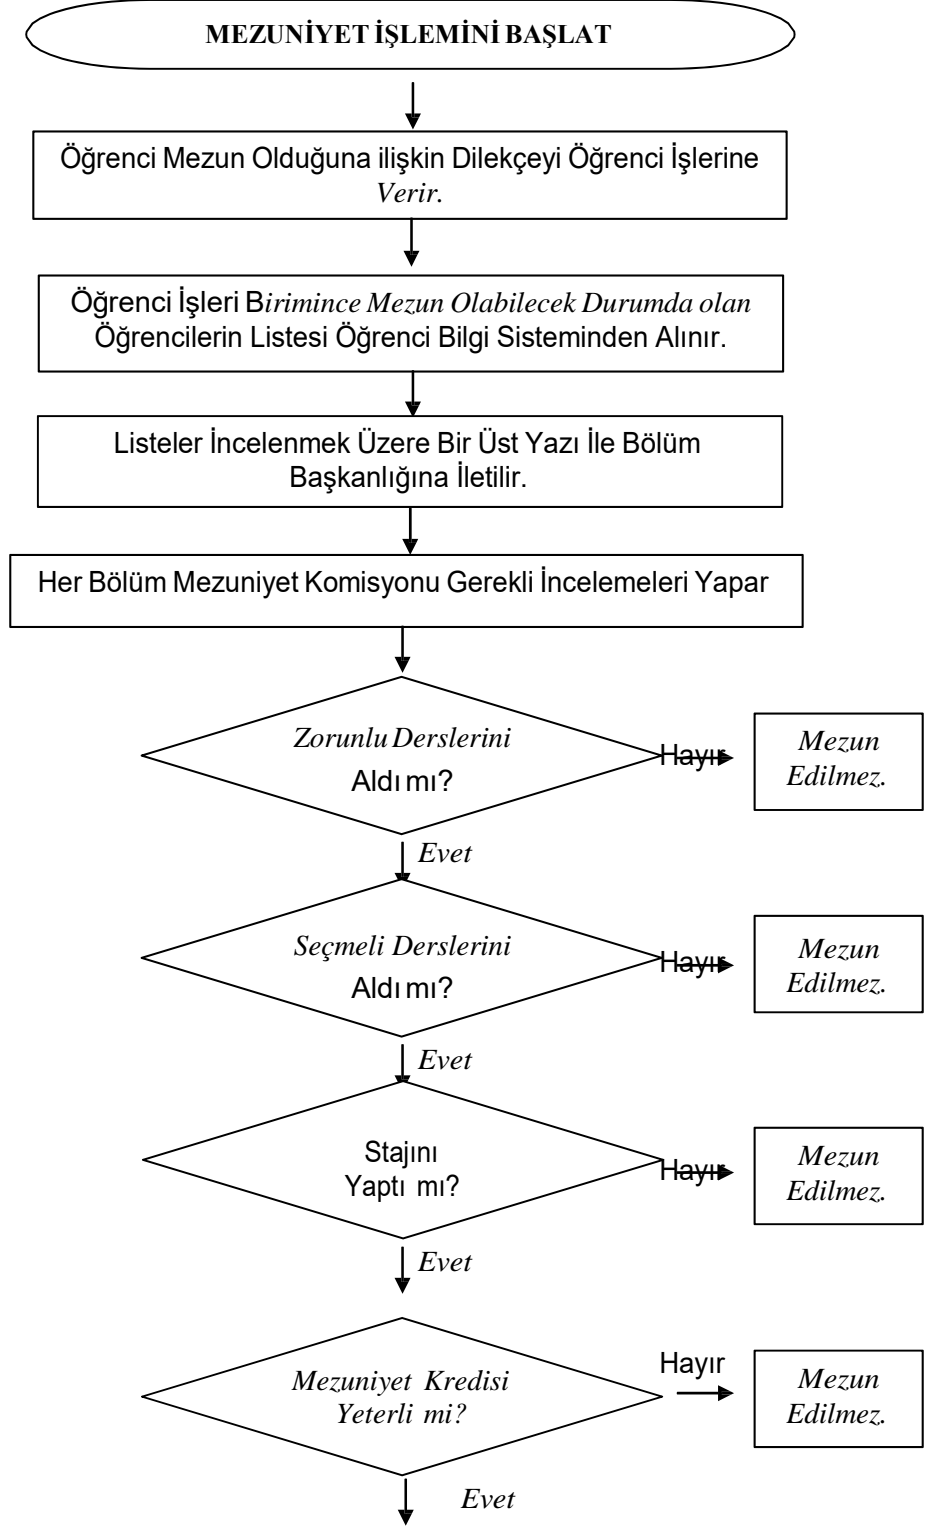 MEZUNİYET İŞLEMİNİ BAŞLAT
Öğrenci Mezun Olduğuna ilişkin Dilekçeyi Öğrenci İşlerine
Verir.
Öğrenci İşleri Birimince Mezun Olabilecek Durumda olan
Öğrencilerin Listesi Öğrenci Bilgi Sisteminden Alınır.
Listeler İncelenmek Üzere Bir Üst Yazı İle Bölüm
Başkanlığına İletilir.
Her Bölüm Mezuniyet Komisyonu Gerekli İncelemeleri Yapar
Zorunlu Derslerini
Aldı mı?
Hayır
Mezun
Edilmez.
Evet
Seçmeli Derslerini
Aldı mı?
Hayır
Mezun
Edilmez.
Evet
Stajını
Yaptı mı?
Hayır
Mezun
Edilmez.
Evet
Mezuniyet Kredisi
Yeterli mi?
Hayır
Mezun
Edilmez.
Evet